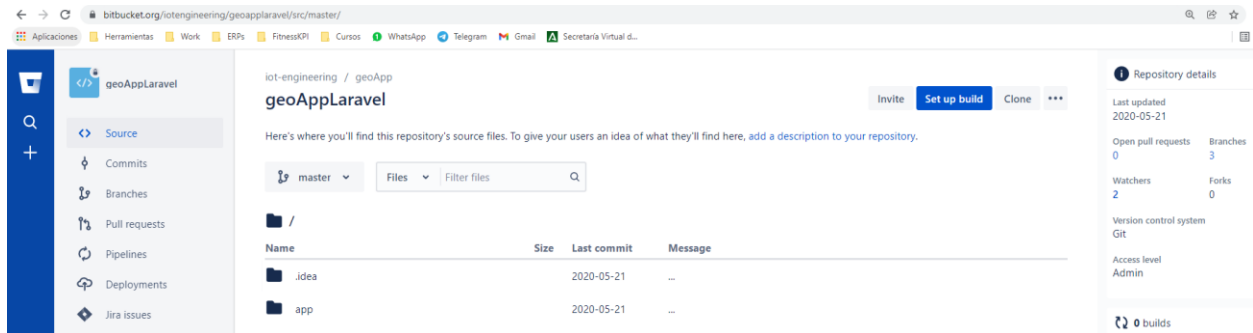 bitbucket.org/iotengineering/geoapplaravel/src/master/
Aplicaciones Herramientas Work ERPs FitnessKPI Cursos WhatsApp Telegram Gmail Secretaría Virtual d...
geoAppLaravel
Source
Commits
Branches
Pull requests
Pipelines
Deployments
Jira issues
iot-engineering / geoApp
geoAppLaravel
Invite Set up build Clone •••
Here's where you'll find this repository's source files. To give your users an idea of what they'll find here, add a description to your repository.
master Files Filter files
/
Name Size Last commit Message
.idea 2020-05-21 ...
app 2020-05-21 ...
Repository details
Last updated
2020-05-21
Open pull requests Branches
0 3
Watchers Forks
2 0
Version control system
Git
Access level
Admin
0 builds